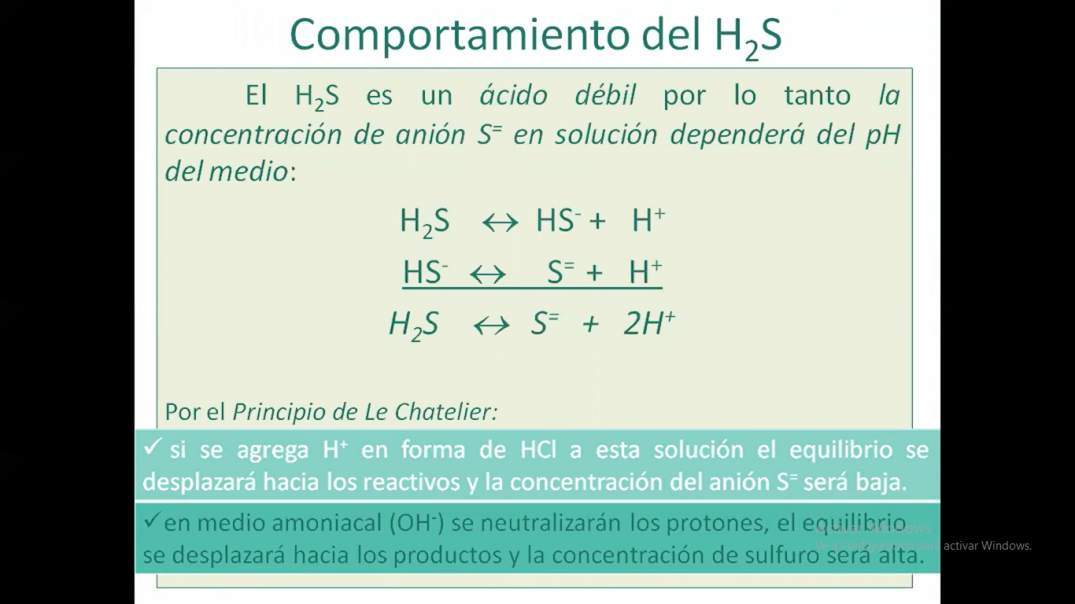 Comportamiento del H₂S
El H₂S es un ácido débil por lo tanto la
concentración de anión S⁼ en solución dependerá del pH
del medio:
H₂S ↔ HS⁻ + H⁺
HS⁻ ↔ S⁼ + H⁺
H₂S ↔ S⁼ + 2H⁺
Por el Principio de Le Chatelier:
✓ si se agrega H⁺ en forma de HCl a esta solución el equilibrio se
desplazará hacia los reactivos y la concentración del anión S⁼ será baja.
✓ en medio amoniacal (OH⁻) se neutralizarán los protones, el equilibrio
se desplazará hacia los productos y la concentración de sulfuro será alta.
Activar Windows
activar Windows.